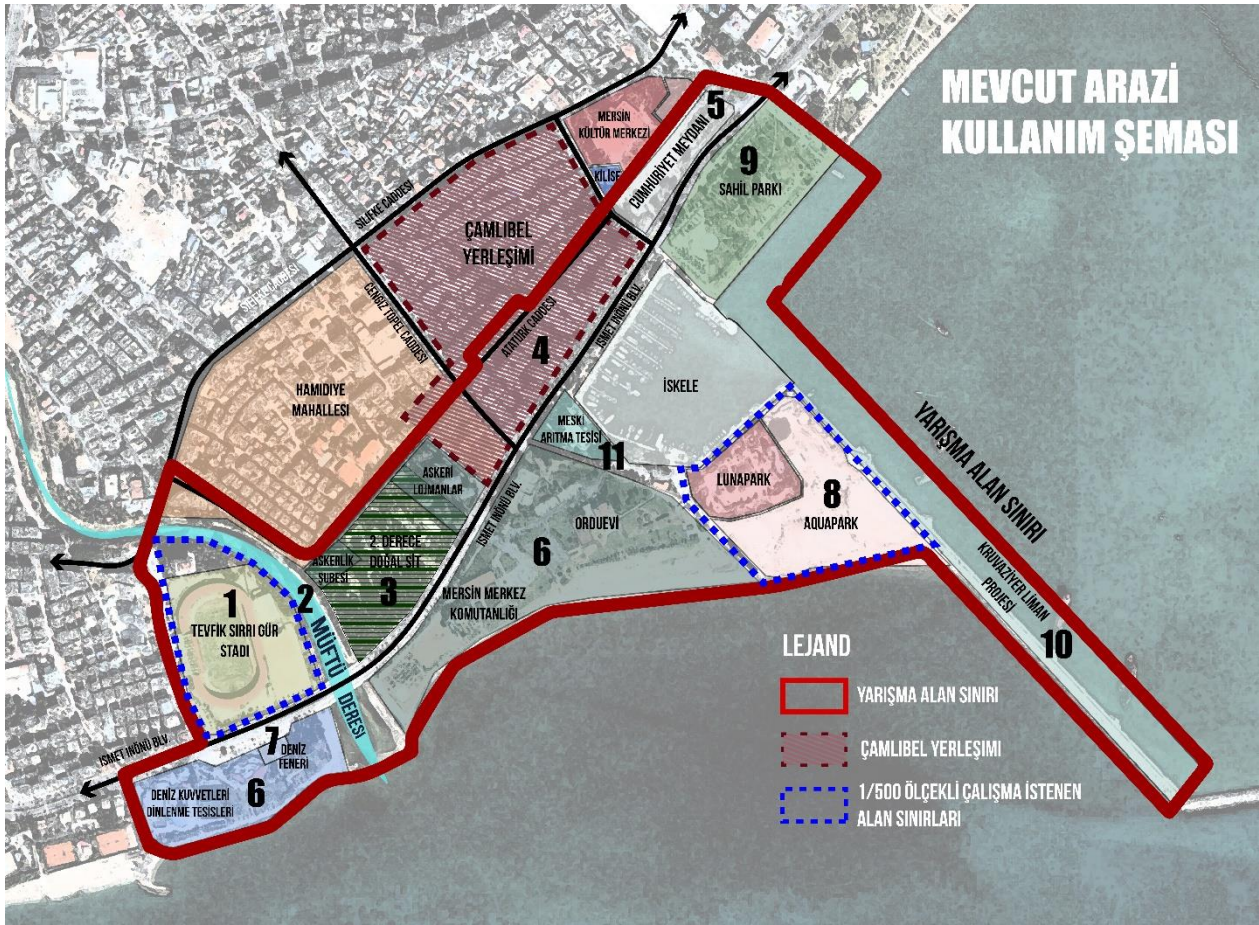 MEVCUT ARAZİ
KULLANIM ŞEMASI
MERSİN
KÜLTÜR MERKEZİ
KİLİSE
5
CUMHURİYET MEYDANI
9
SAHİL PARKI
SİLİFKE CADDESİ
ÇAMLIBEL
YERLEŞİMİ
CENGİZ TOPEL CADDESİ
ATATÜRK CADDESİ
4
İSMET İNÖNÜ BLV.
HAMIDIYE
MAHALLESİ
İSKELE
MESKİ
ARITMA TESİSİ
11
LUNAPARK
8
AQUAPARK
YARIŞMA ALAN SINIRI
KRUVAZİYER LİMAN
PROJESİ
10
ASKERİ
LOJMANLAR
İSMET İNÖNÜ BLV.
ORDUEVİ
6
2. DERECE
DOĞAL SİT
ASKERLİK
ŞUBESİ
3
MERSİN MERKEZ
KOMUTANLIĞI
1
TEVFİK SIRRI GÜR
STADI
2
MÜFTÜ DERESİ
7
DENİZ
FENERİ
İSMET İNÖNÜ BLV.
DENİZ KUVVETLERİ
DİNLENME TESİSLERİ
6
LEJAND
YARIŞMA ALAN SINIRI
ÇAMLIBEL YERLEŞIMI
1/500 ÖLÇEKLİ ÇALIŞMA İSTENEN
ALAN SINIRLARI